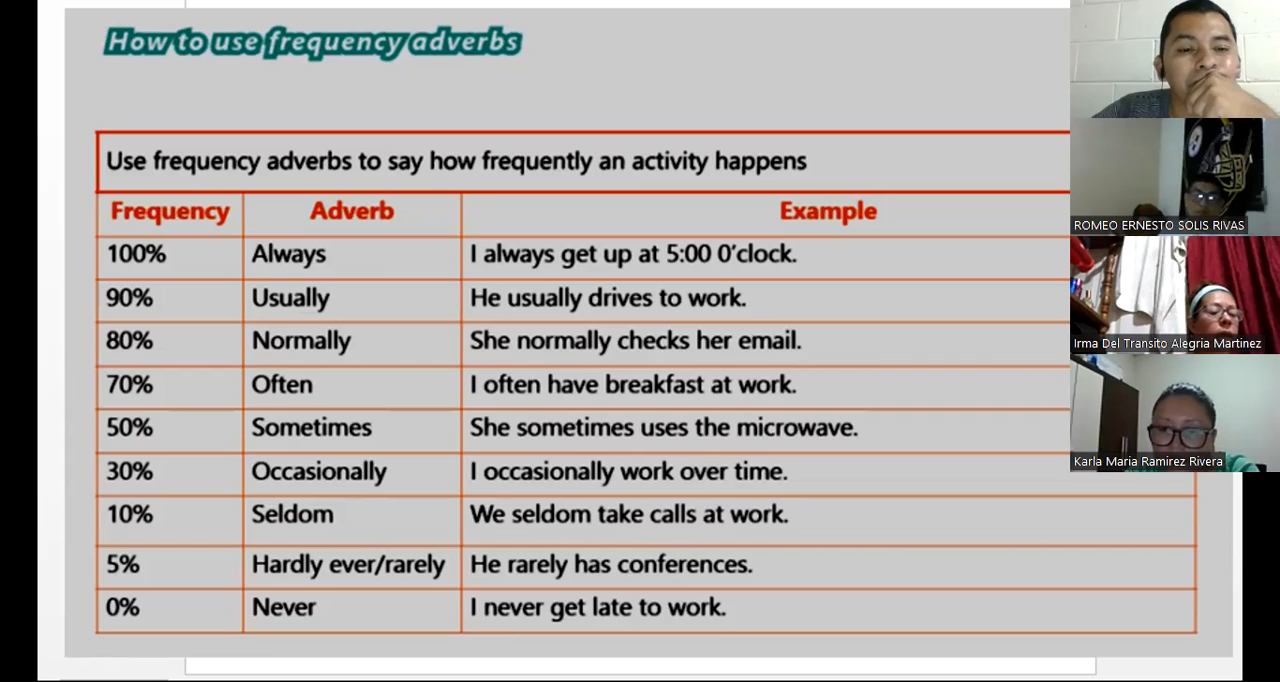 How to use frequency adverbs
Use frequency adverbs to say how frequently an activity happens
Frequency Adverb Example
100% Always I always get up at 5:00 0'clock.
90% Usually He usually drives to work.
80% Normally She normally checks her email.
70% Often I often have breakfast at work.
50% Sometimes She sometimes uses the microwave.
30% Occasionally I occasionally work over time.
10% Seldom We seldom take calls at work.
5% Hardly ever/rarely He rarely has conferences.
0% Never I never get late to work.
ROMEO ERNESTO SOLIS RIVAS
Irma Del Transito Alegria Martinez
Karla Maria Ramirez Rivera